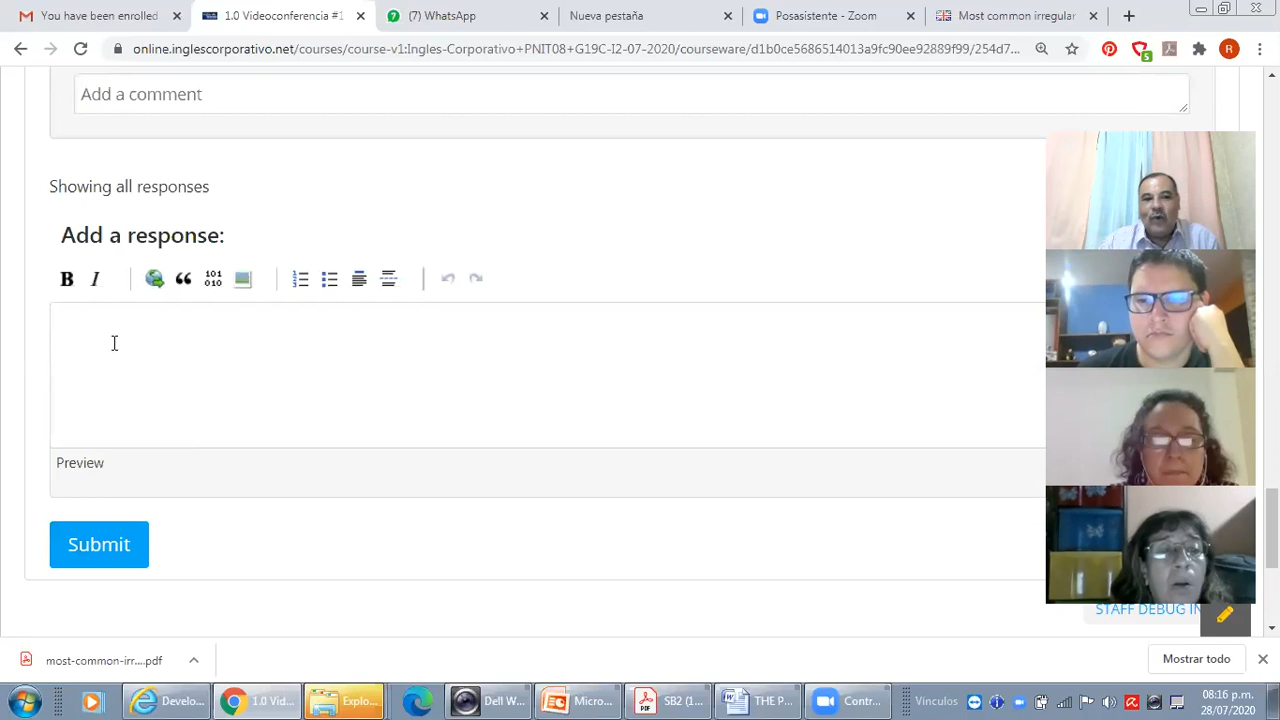 You have been enrolled
1.0 Videoconferencia #1
(7) WhatsApp
Nueva pestaña
Posasistente - Zoom
Most common irregular
online.inglescorporativo.net/courses/course-v1:Ingles-Corporativo+PNIT08+G19C-I2-07-2020/courseware/d1b0ce5686514013a9fc90ee92889f99/254d7...
5
R
Add a comment
Showing all responses
Add a response:
B I
101
010
Preview
Submit
STAFF DEBUG IN
most-common-irr....pdf
Mostrar todo
Develo...
1.0 Vid...
Explo...
Dell W...
Micro...
SB2 (1...
THE P...
Contr...
Vínculos
08:16 p.m.
28/07/2020